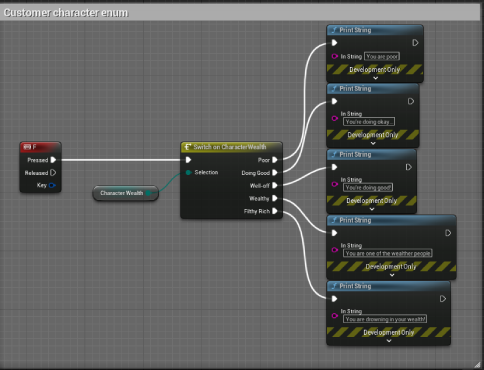 Customer character enum
F
Pressed
Released
Key
Character Wealth
Switch on CharacterWealth
Selection
Poor
Doing Good
Well-off
Wealthy
Filthy Rich
Print String
In String You are poor
Development Only
Print String
In String
You're doing okay...
Development Only
Print String
In String
You're doing good!
Development Only
Print String
In String
You are one of the wealthier people
Development Only
Print String
In String
You are drowning in your wealth!
Development Only